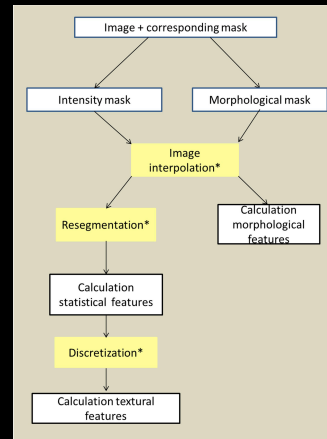 Image + corresponding mask
Intensity mask
Morphological mask
Image
interpolation*
Resegmentation*
Calculation
morphological
features
Calculation
statistical features
Discretization*
Calculation textural
features